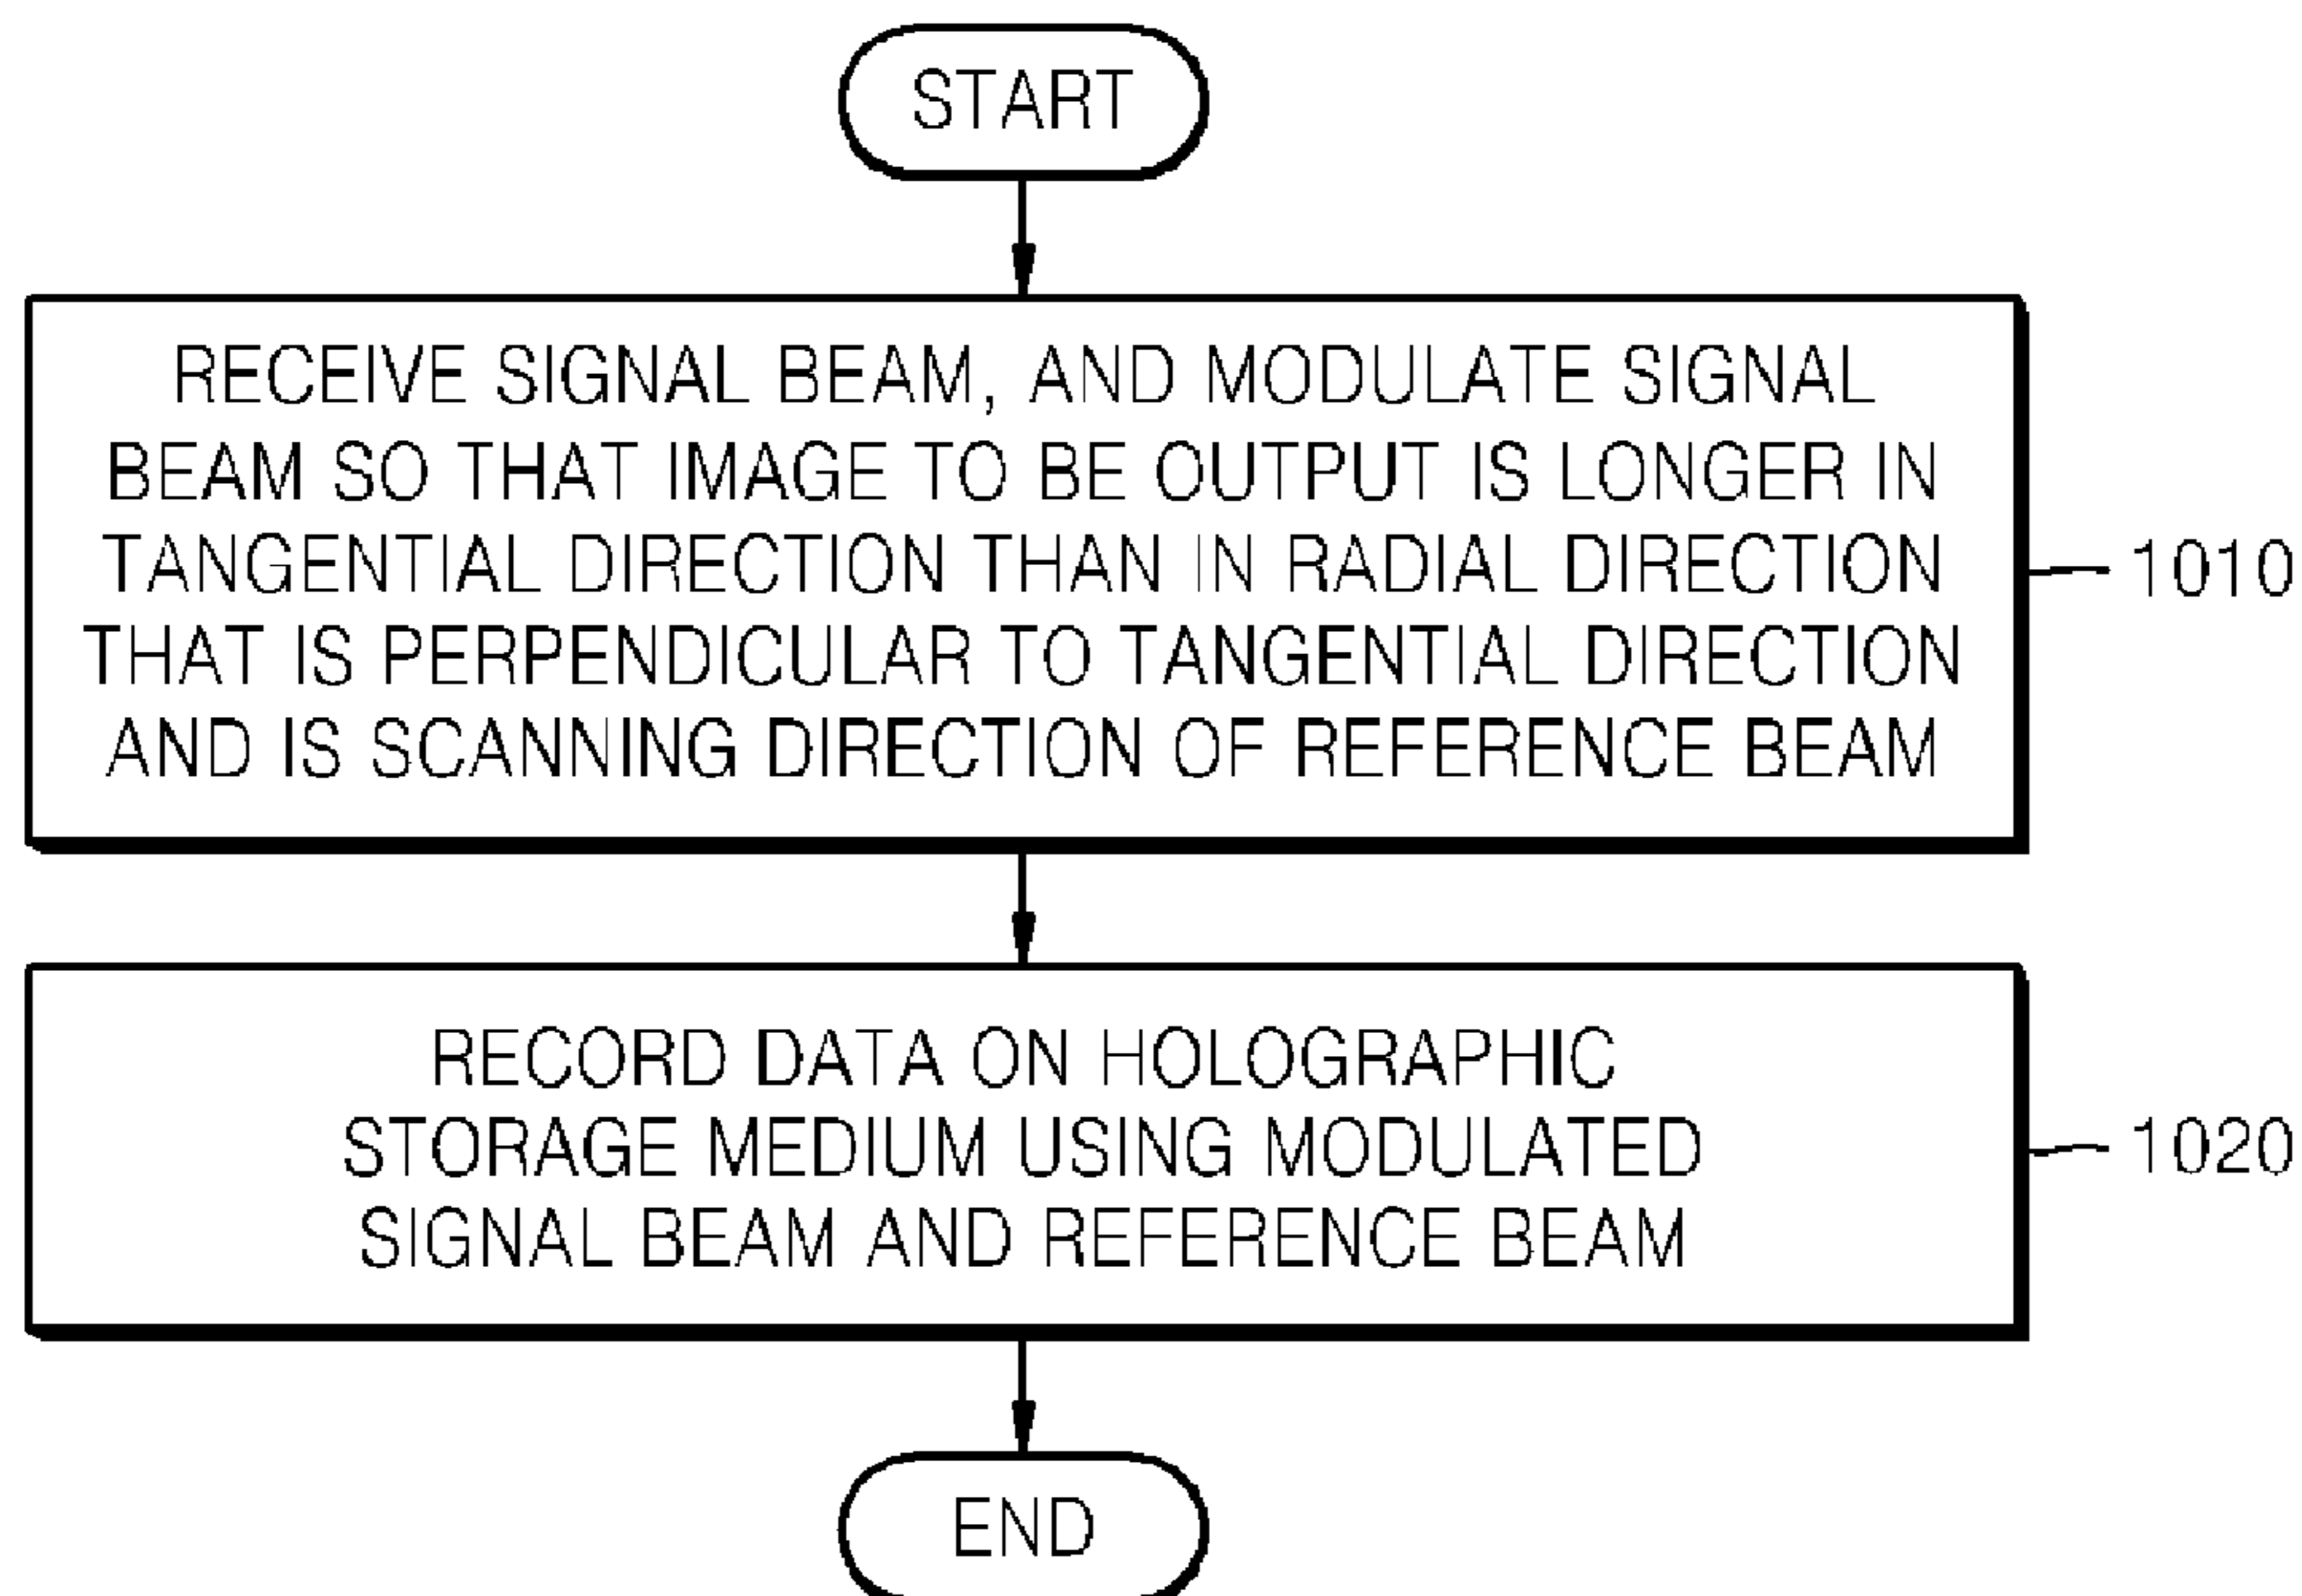 START
RECEIVE SIGNAL BEAM, AND MODULATE SIGNAL
BEAM SO THAT IMAGE TO BE OUTPUT IS LONGER IN
TANGENTIAL DIRECTION THAN IN RADIAL DIRECTION
THAT IS PERPENDICULAR TO TANGENTIAL DIRECTION
AND IS SCANNING DIRECTION OF REFERENCE BEAM
1010
RECORD DATA ON HOLOGRAPHIC
STORAGE MEDIUM USING MODULATED
SIGNAL BEAM AND REFERENCE BEAM
1020
END